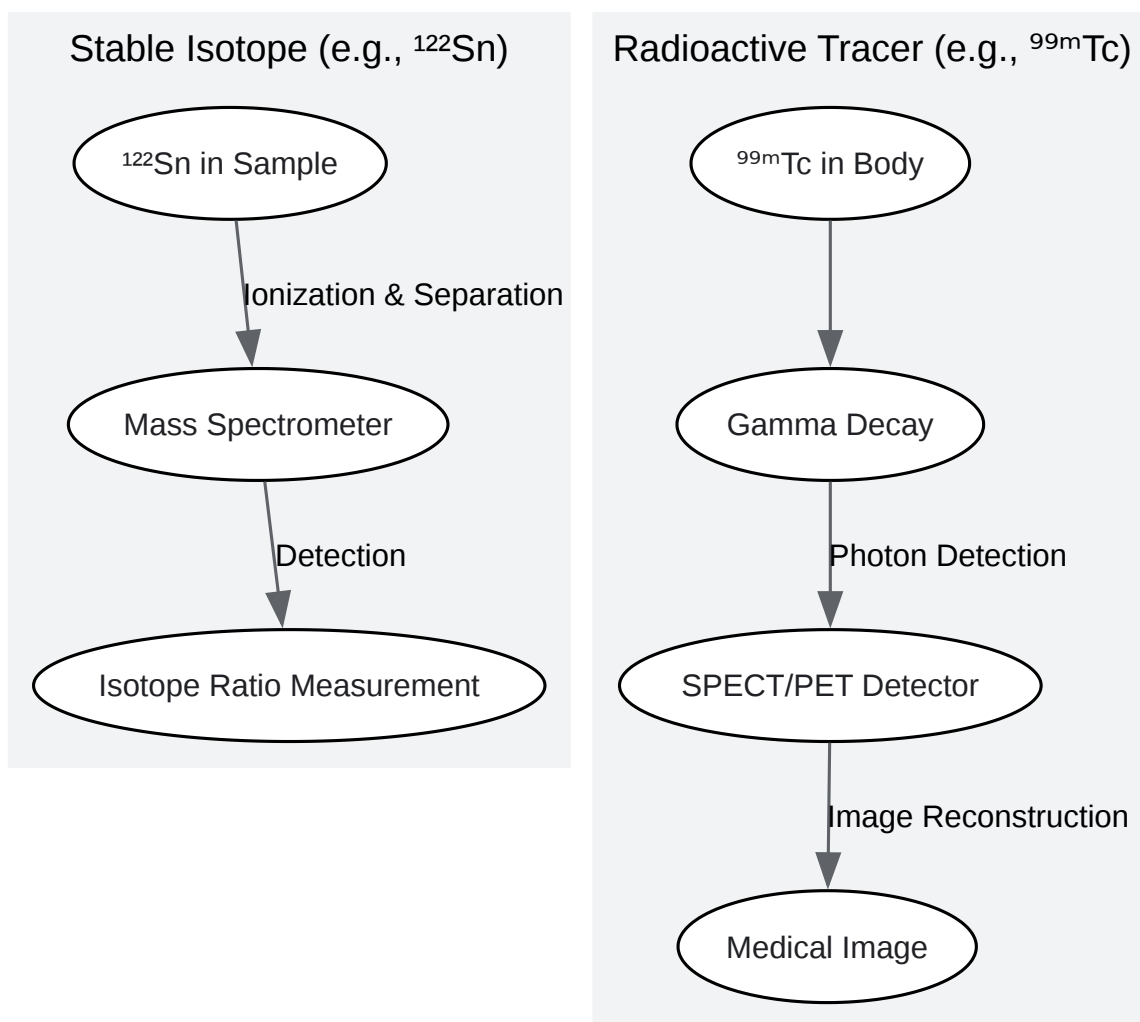 Stable Isotope (e.g., ¹²²Sn)
¹²²Sn in Sample
Ionization & Separation
Mass Spectrometer
Detection
Isotope Ratio Measurement
Radioactive Tracer (e.g., ⁹⁹ᵐTc)
⁹⁹ᵐTc in Body
Gamma Decay
Photon Detection
SPECT/PET Detector
Image Reconstruction
Medical Image